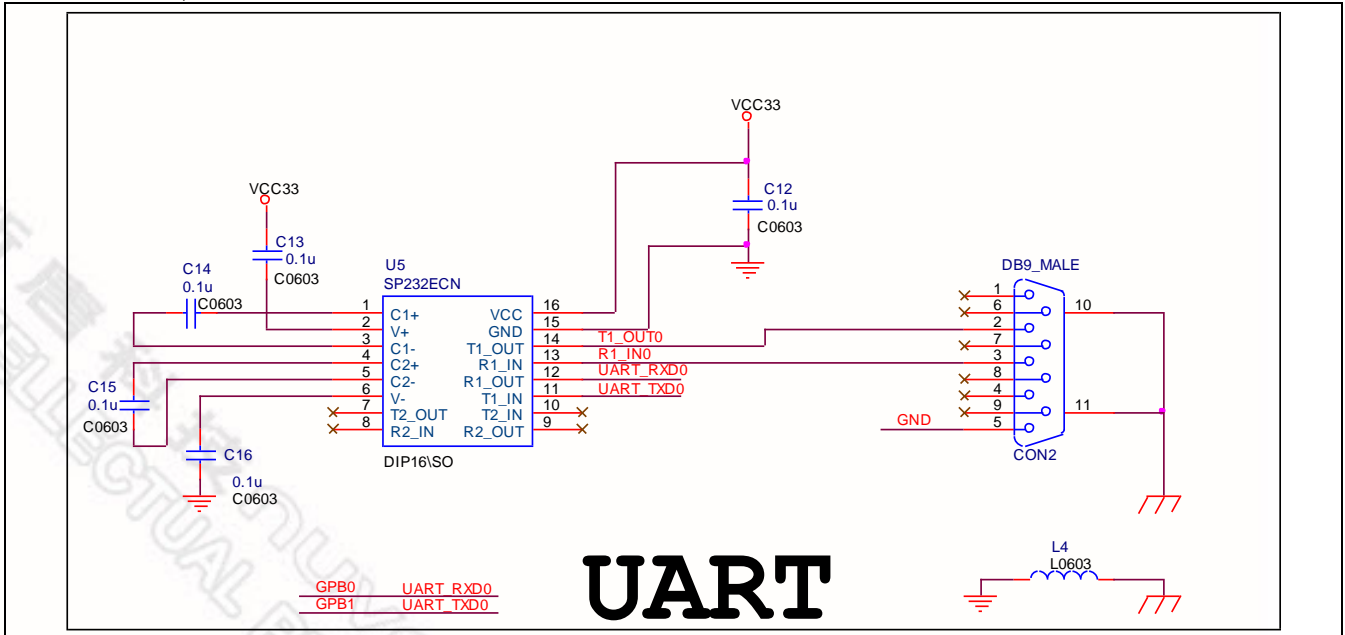 VCC33
VCC33
C12
0.1u
C0603
C13
0.1u
C0603
C14
0.1u
C0603
U5
SP232ECN
DB9_MALE
1 C1+
2 V+
3 C1-
4 C2+
5 C2-
6 V-
7 T2_OUT
8 R2_IN
VCC 16
GND 15
T1_OUT 14 T1_OUT0
R1_IN 13 R1_IN0
R1_OUT 12 UART_RXD0
T1_IN 11 UART_TXD0
T2_IN 10
R2_OUT 9
DIP16\SO
1
6
2
7
3
8
4
9
GND 5
10
11
CON2
C15
0.1u
C0603
C16
0.1u
C0603
GPB0 UART_RXD0
GPB1 UART_TXD0
UART
L4
L0603